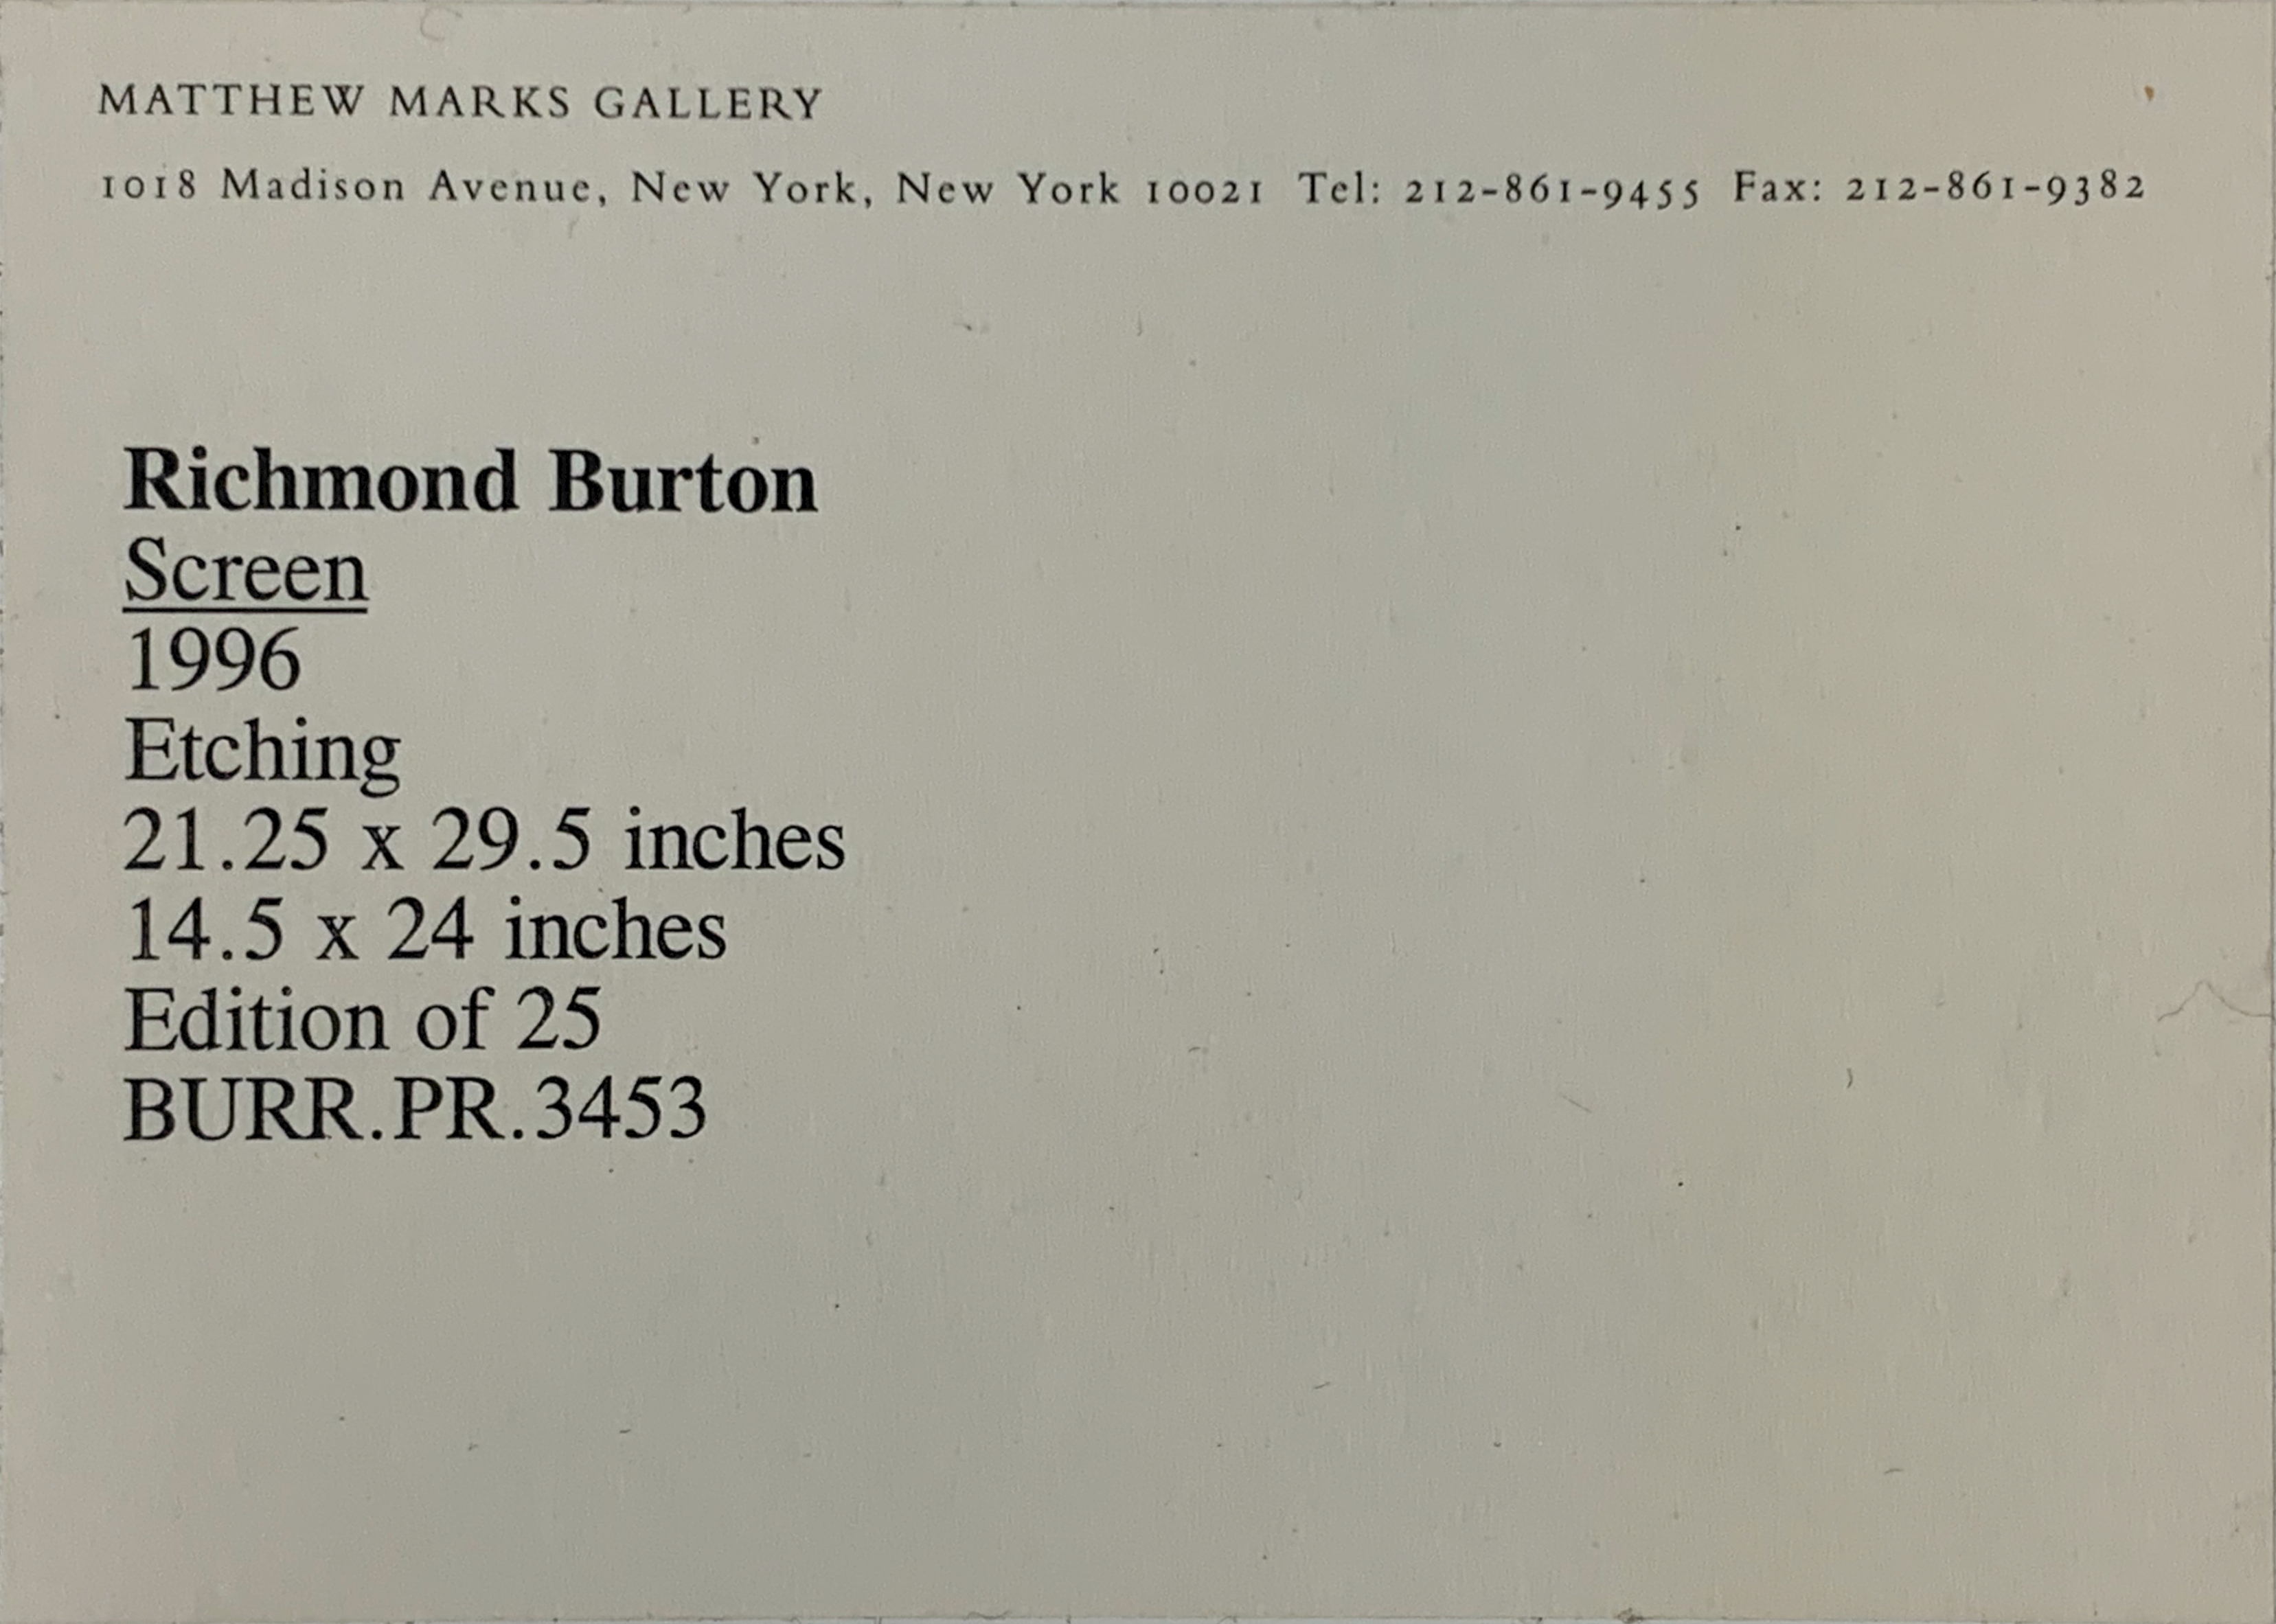 MATTHEW MARKS GALLERY
1018 Madison Avenue, New York, New York 10021 Tel: 212-861-9455 Fax: 212-861-9382
Richmond Burton
Screen
1996
Etching
21.25 x 29.5 inches
14.5 x 24 inches
Edition of 25
BURR.PR.3453